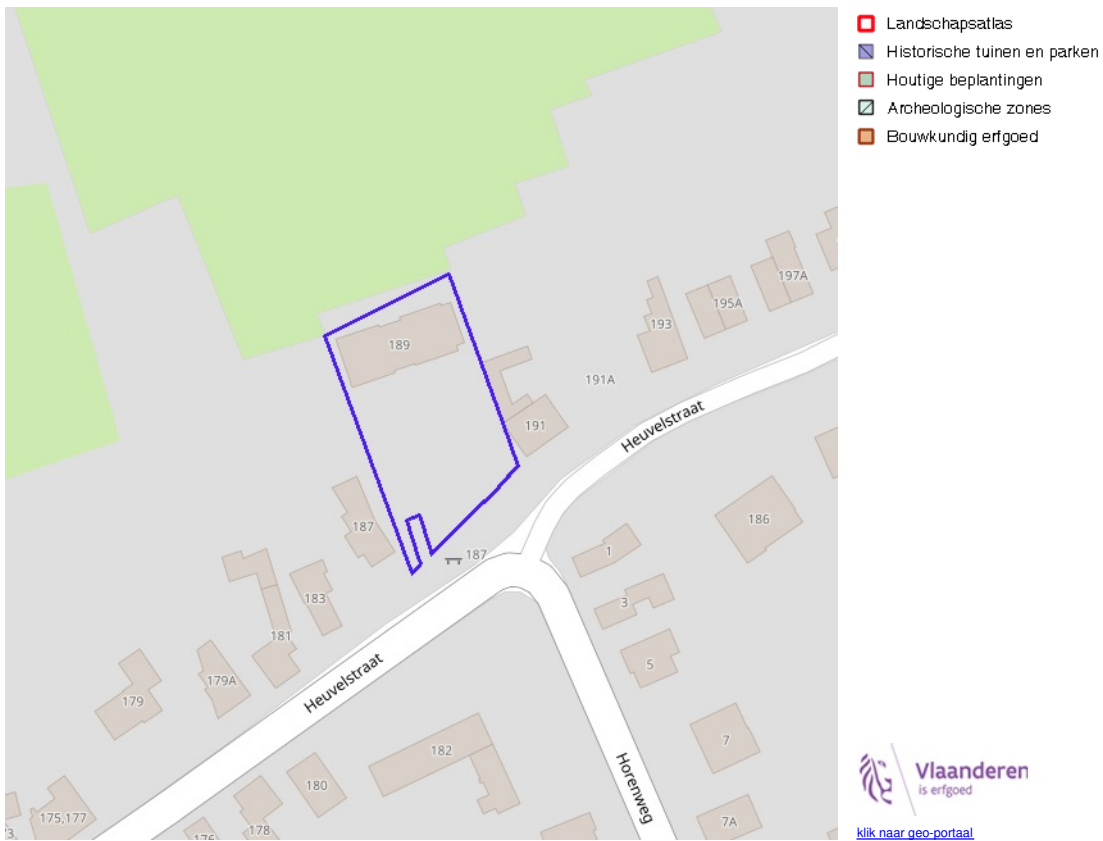 Landschapsatlas
Historische tuinen en parken
Houtige beplantingen
Archeologische zones
Bouwkundig erfgoed
197A
195A
193
189
191A
191
Heuvelstraat
187
186
187
1
183
3
181
5
179A
Heuvelstraat
179
7
182
180
Horenweg
175,177
7A
178
176
Vlaanderen
is erfgoed
klik naar geo-portaal